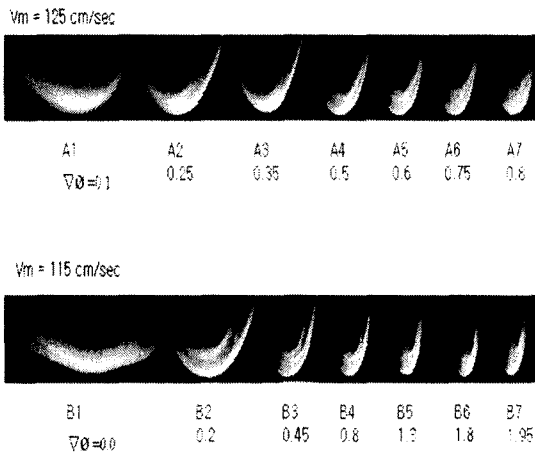 Vm = 125 cm/sec
A1 A2 A3 A4 A5 A6 A7
∇Ø = 0.1 0.25 0.35 0.5 0.6 0.75 0.8
Vm = 115 cm/sec
B1 B2 B3 B4 B5 B6 B7
∇Ø = 0.0 0.2 0.45 0.8 1.8 1.95